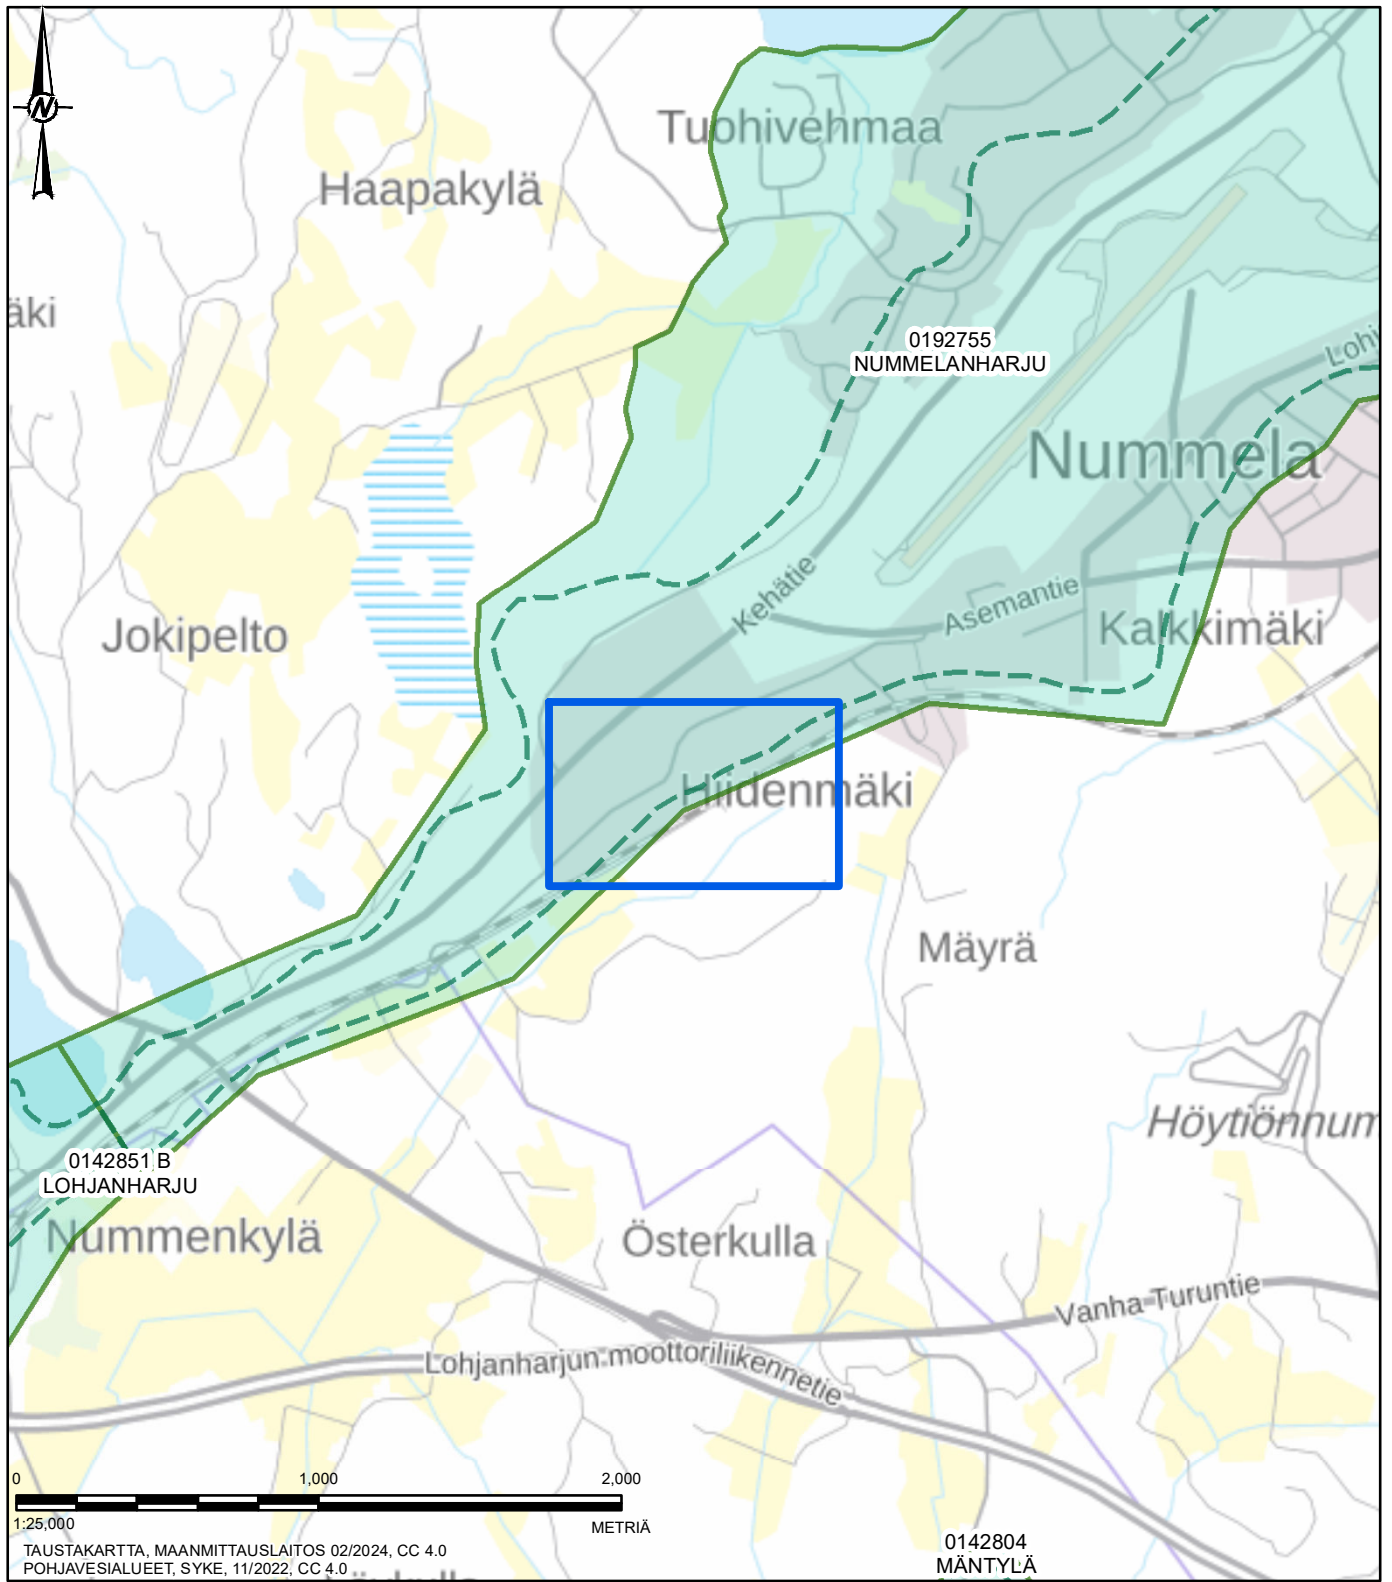 N
Tuohivehmaa
Haapakylä
äki
0192755
NUMMELANHARJU
Lohj
Nummela
Kehätie
Asemantie
Kalkkimäki
Jokipelto
Hiidenmäki
Mäyrä
Höytiönnum
0142851 B
LOHJANHARJU
Nummenkylä
Österkulla
Vanha Turuntie
Lohjanharjun moottoriliikennetie
0 1,000 2,000
1:25,000 METRIÄ
0142804
MÄNTYLÄ
TAUSTAKARTTA, MAANMITTAUSLAITOS 02/2024, CC 4.0
POHJAVESIALUEET, SYKE, 11/2022, CC 4.0